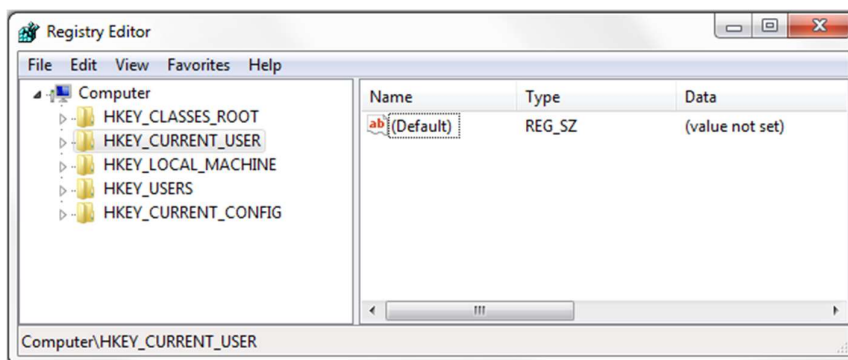 Registry Editor
File Edit View Favorites Help
Computer
HKEY_CLASSES_ROOT
HKEY_CURRENT_USER
HKEY_LOCAL_MACHINE
HKEY_USERS
HKEY_CURRENT_CONFIG
Name Type Data
ab (Default) REG_SZ (value not set)
Computer\HKEY_CURRENT_USER